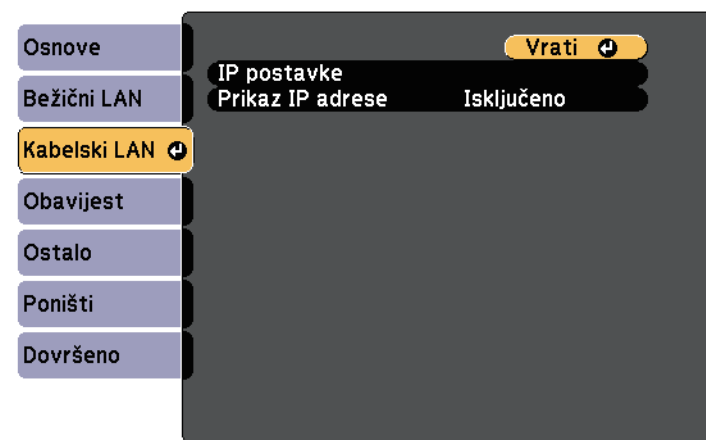 Osnove
Bežični LAN
Kabelski LAN
Obavijest
Ostalo
Poništi
Dovršeno
Vrati
IP postavke
Prikaz IP adrese Isključeno